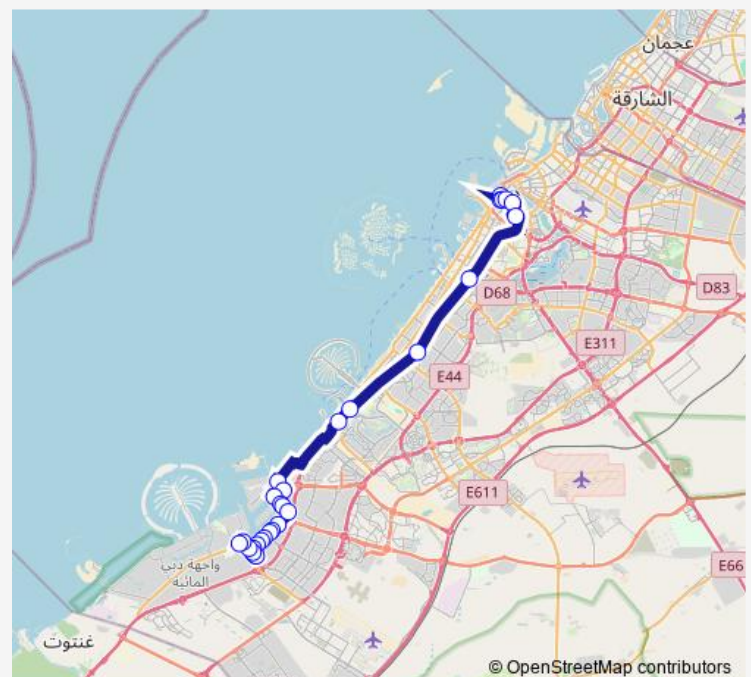 عجمان
الشارقة
D68
D83
E311
E44
E611
E66
واجهة دبي
المائية
غنتوت
© OpenStreetMap contributors